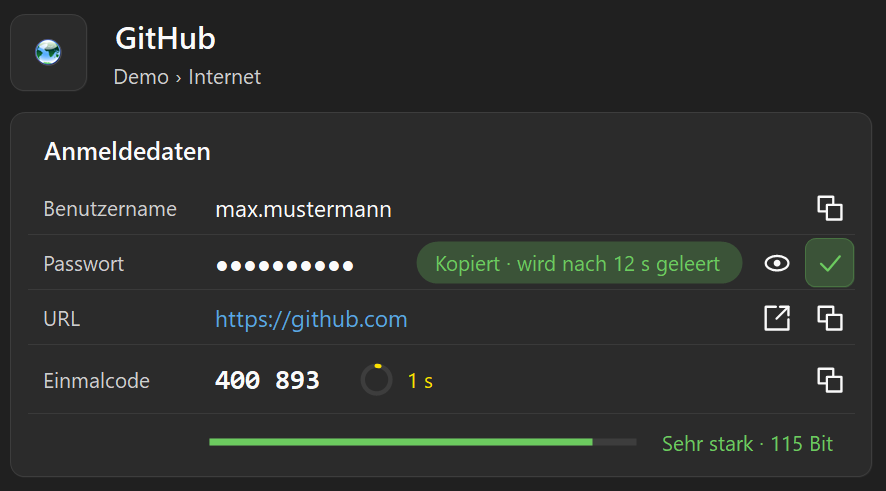 GitHub
Demo › Internet
Anmeldedaten
Benutzername max.mustermann
Passwort ●●●●●●●●●● Kopiert · wird nach 12 s geleert
URL https://github.com
Einmalcode 400 893 1 s
Sehr stark · 115 Bit